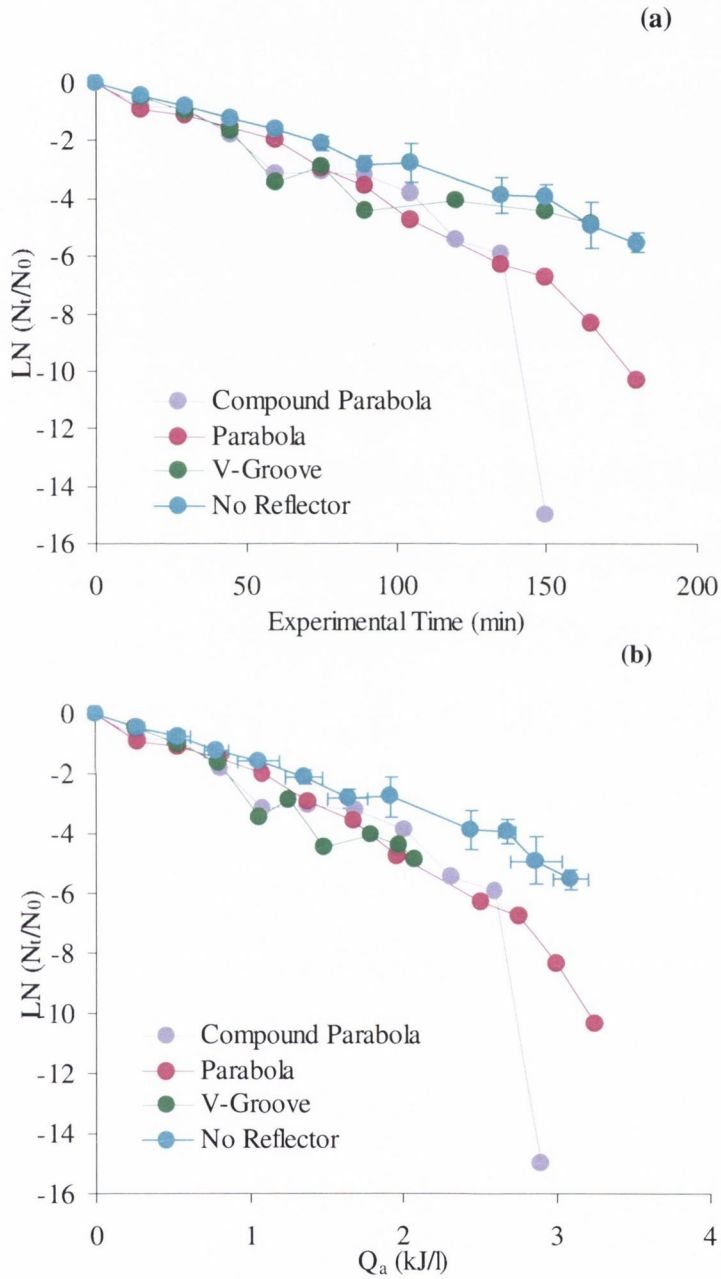 (a)
0
-2
-4
-6
-8
-10
-12
-14
-16
LN (Nt/N0)
Compound Parabola
Parabola
V-Groove
No Reflector
0 50 100 150 200
Experimental Time (min)
(b)
0
-2
-4
-6
-8
-10
-12
-14
-16
LN (Nt/N0)
Compound Parabola
Parabola
V-Groove
No Reflector
0 1 2 3 4
Qa (kJ/l)